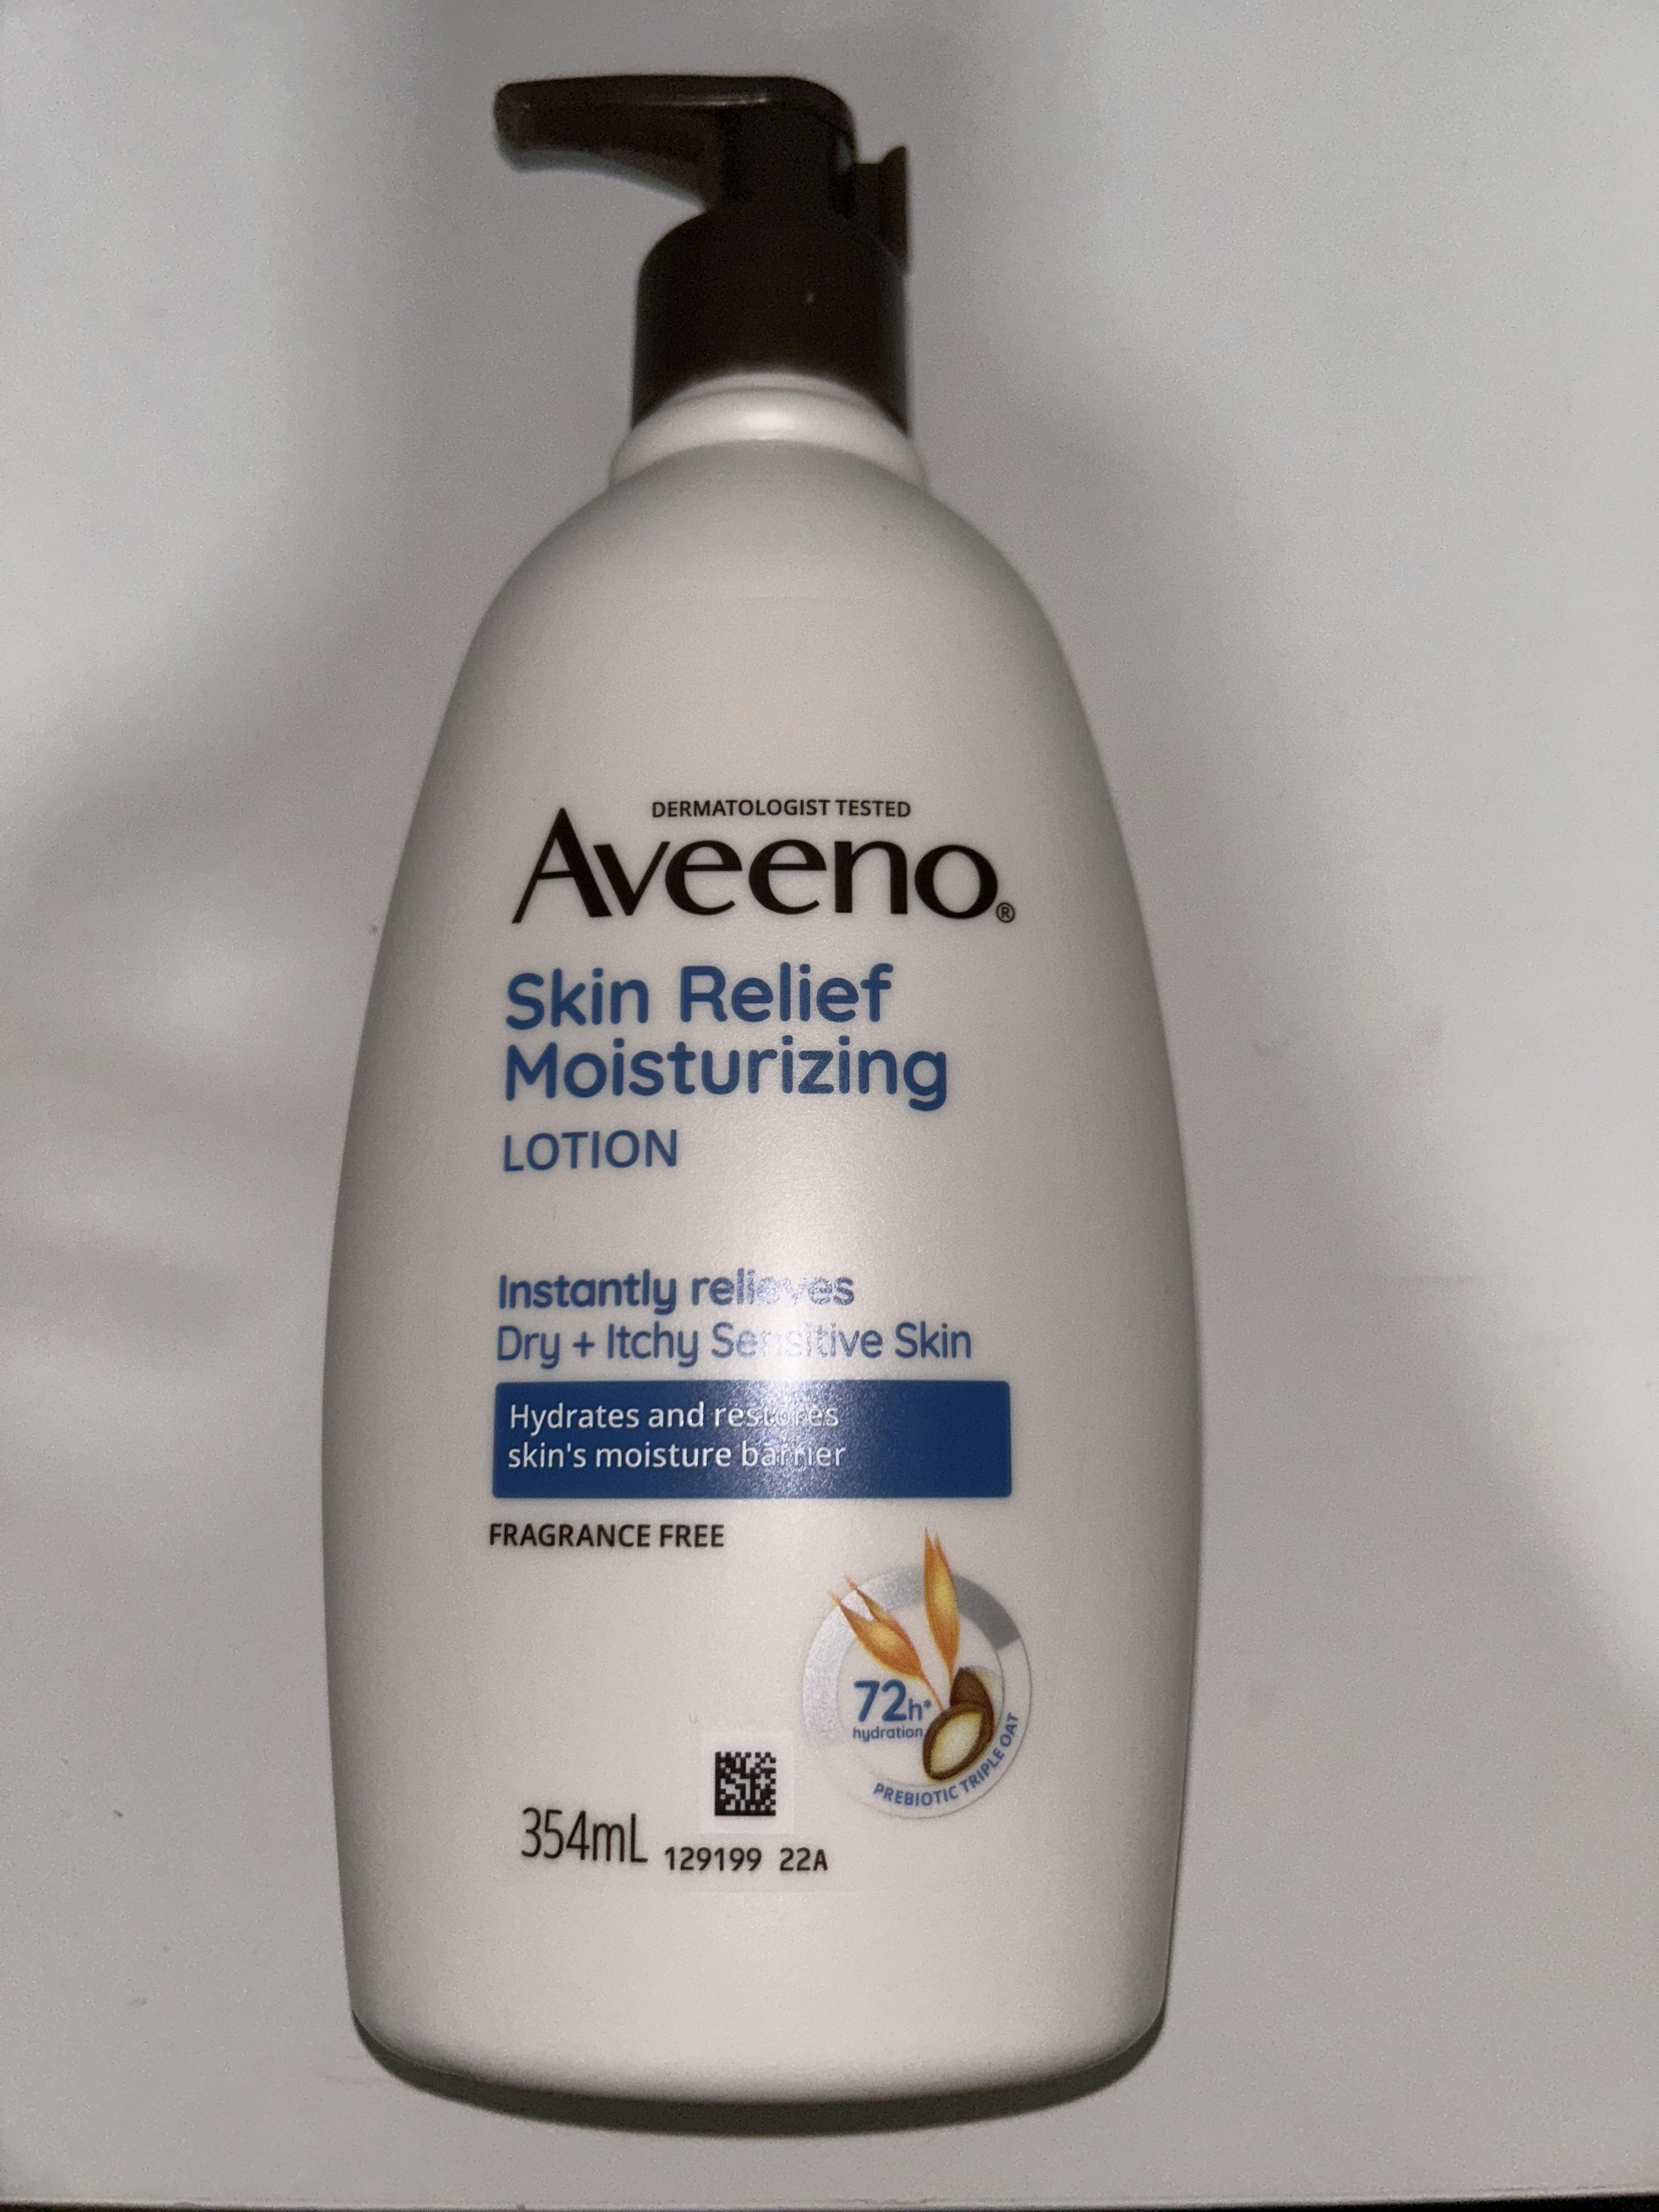 DERMATOLOGIST TESTED
Aveeno®
Skin Relief
Moisturizing
LOTION
Instantly relieves
Dry + Itchy Sensitive Skin
Hydrates and restores
skin's moisture barrier
FRAGRANCE FREE
72h*
hydration
PREBIOTIC TRIPLE OAT
354mL
129199 22A